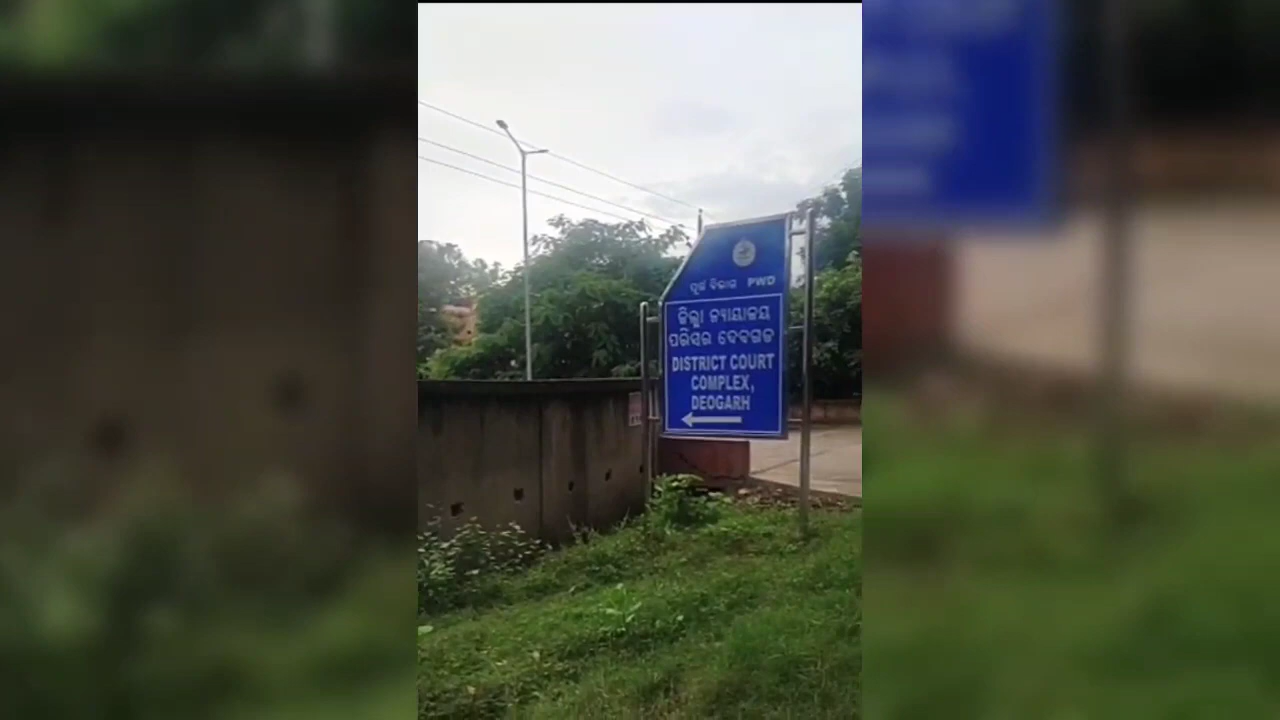 ପୂର୍ତ୍ତ ବିଭାଗ PWD
ଜିଲ୍ଲା ନ୍ୟାୟାଳୟ
ପରିସର ଦେବଗଡ
DISTRICT COURT
COMPLEX,
DEOGARH